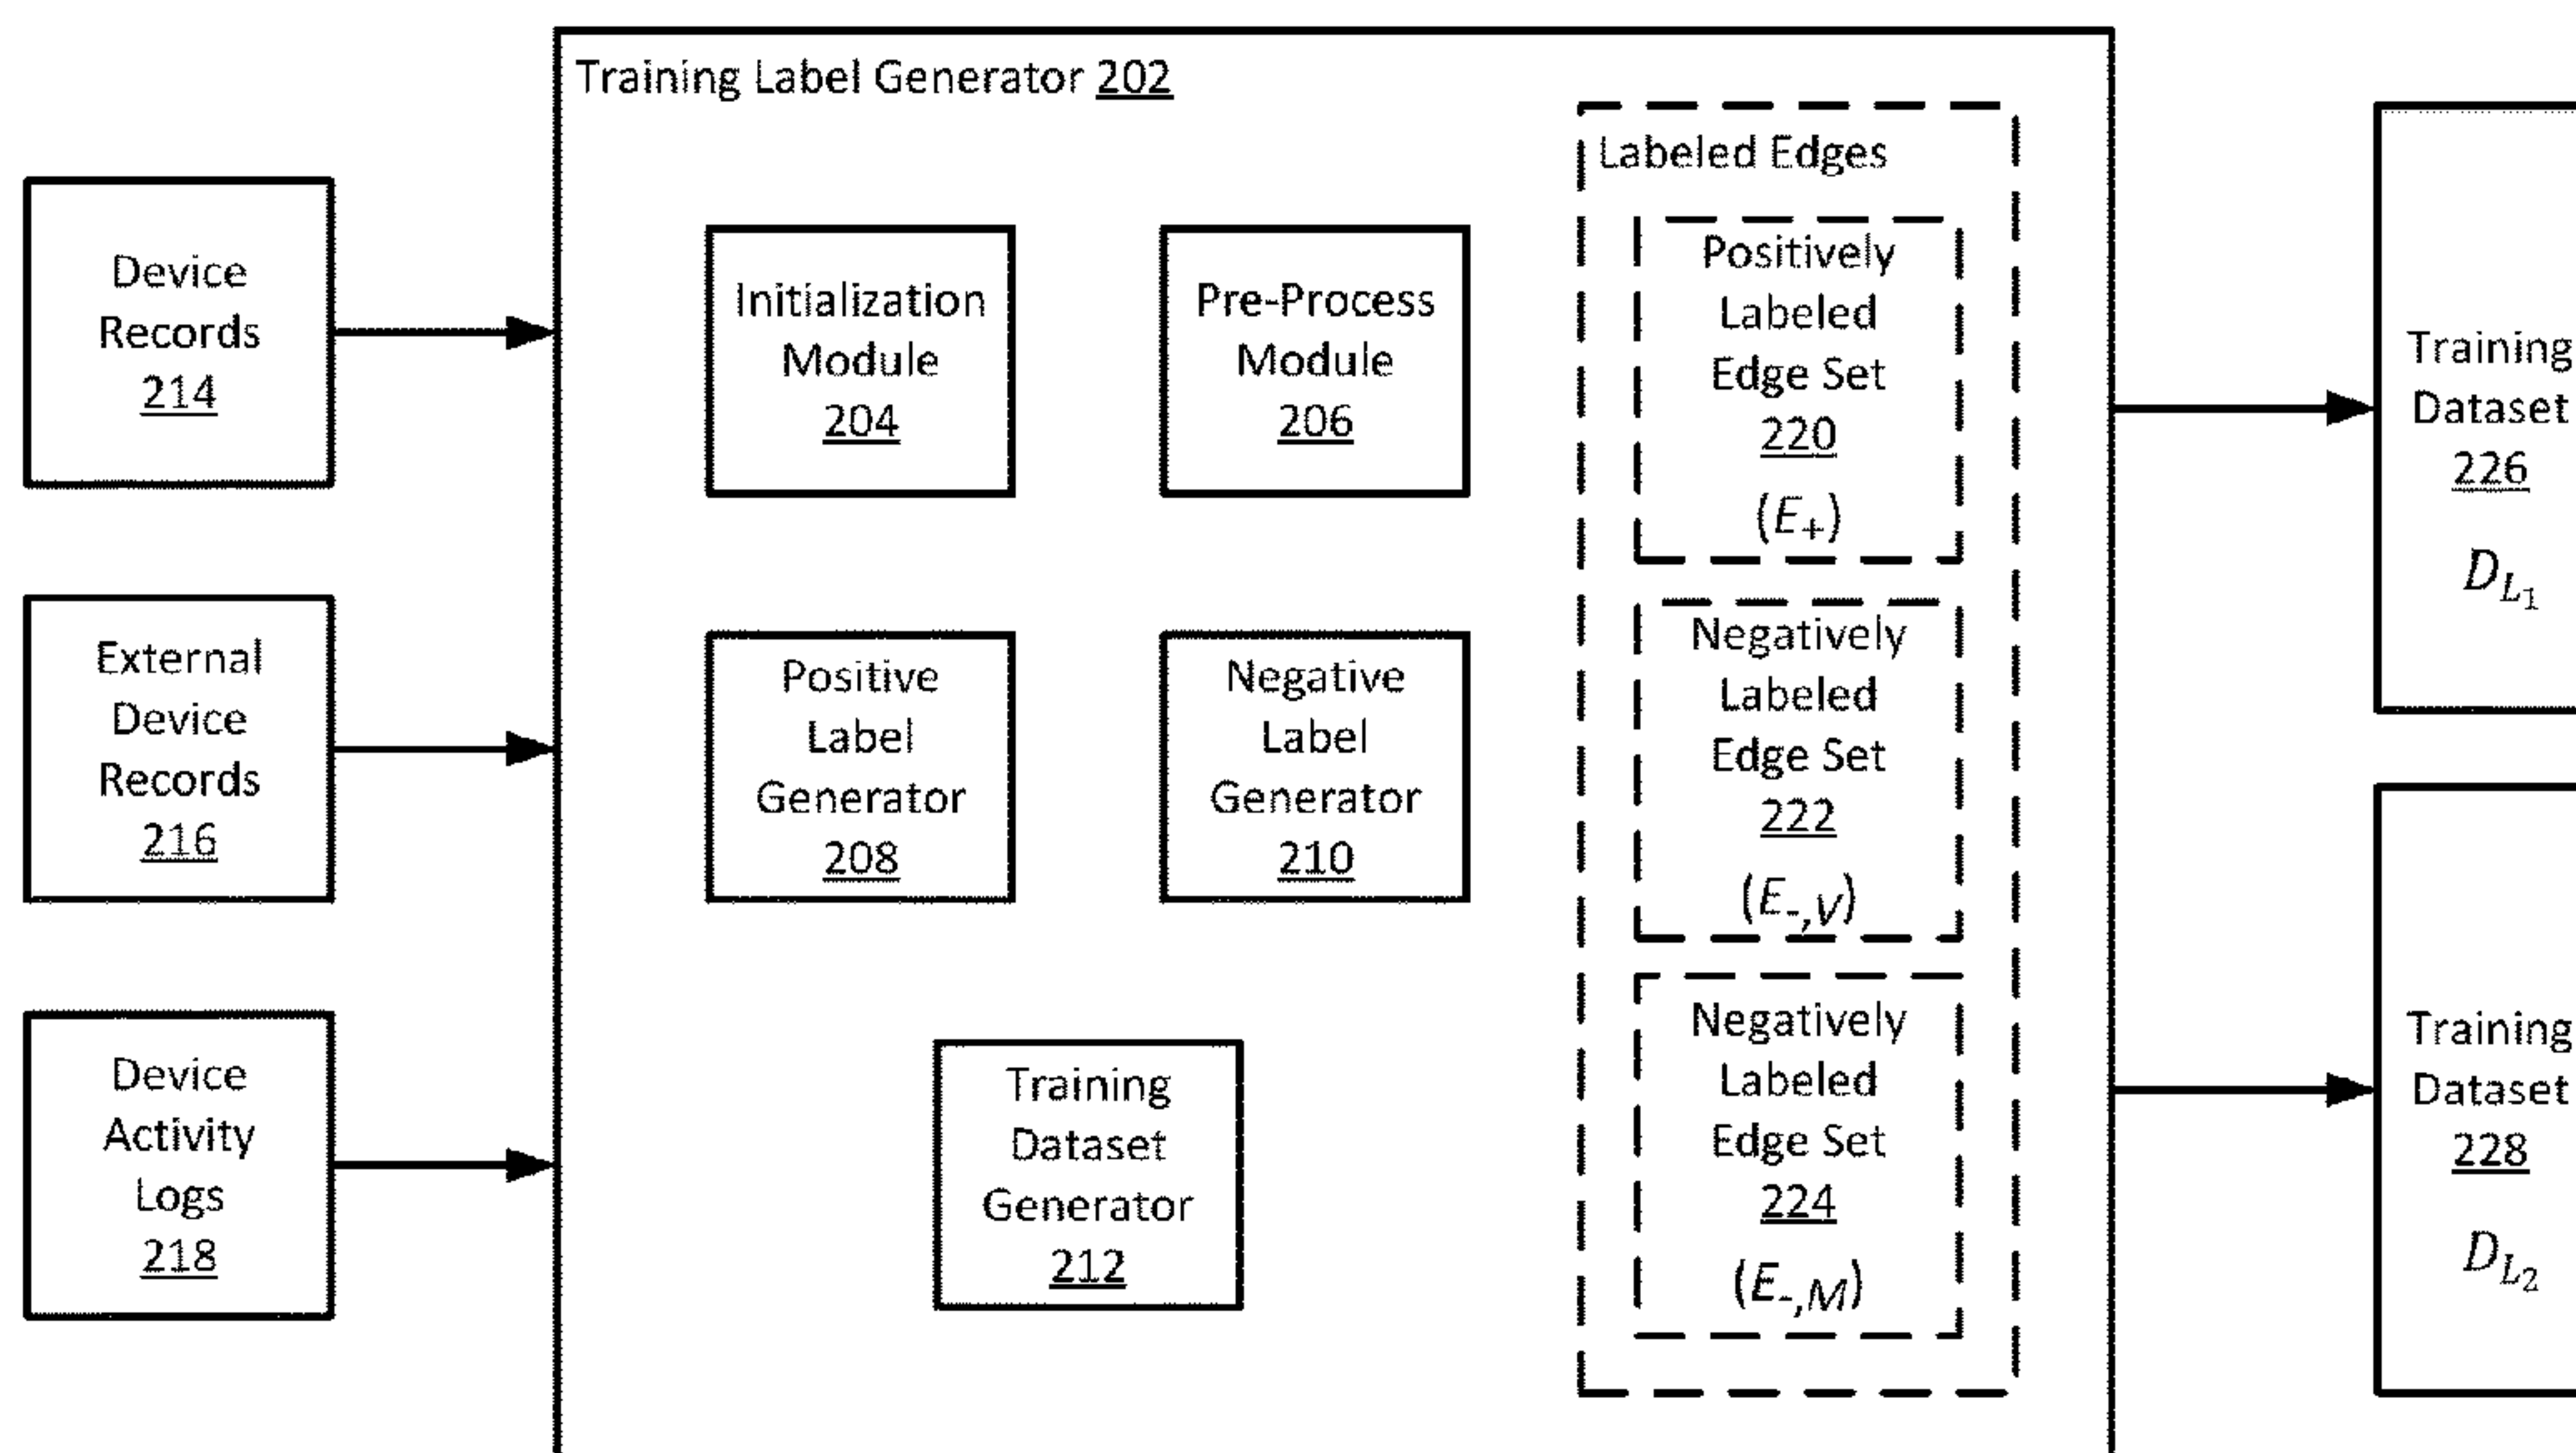 Training Label Generator 202
Device
Records
214
External
Device
Records
216
Device
Activity
Logs
218
Initialization
Module
204
Pre-Process
Module
206
Positive
Label
Generator
208
Negative
Label
Generator
210
Training
Dataset
Generator
212
Labeled Edges
Positively
Labeled
Edge Set
220
(E+)
Negatively
Labeled
Edge Set
222
(E-,V)
Negatively
Labeled
Edge Set
224
(E-,M)
Training
Dataset
226
DL1
Training
Dataset
228
DL2